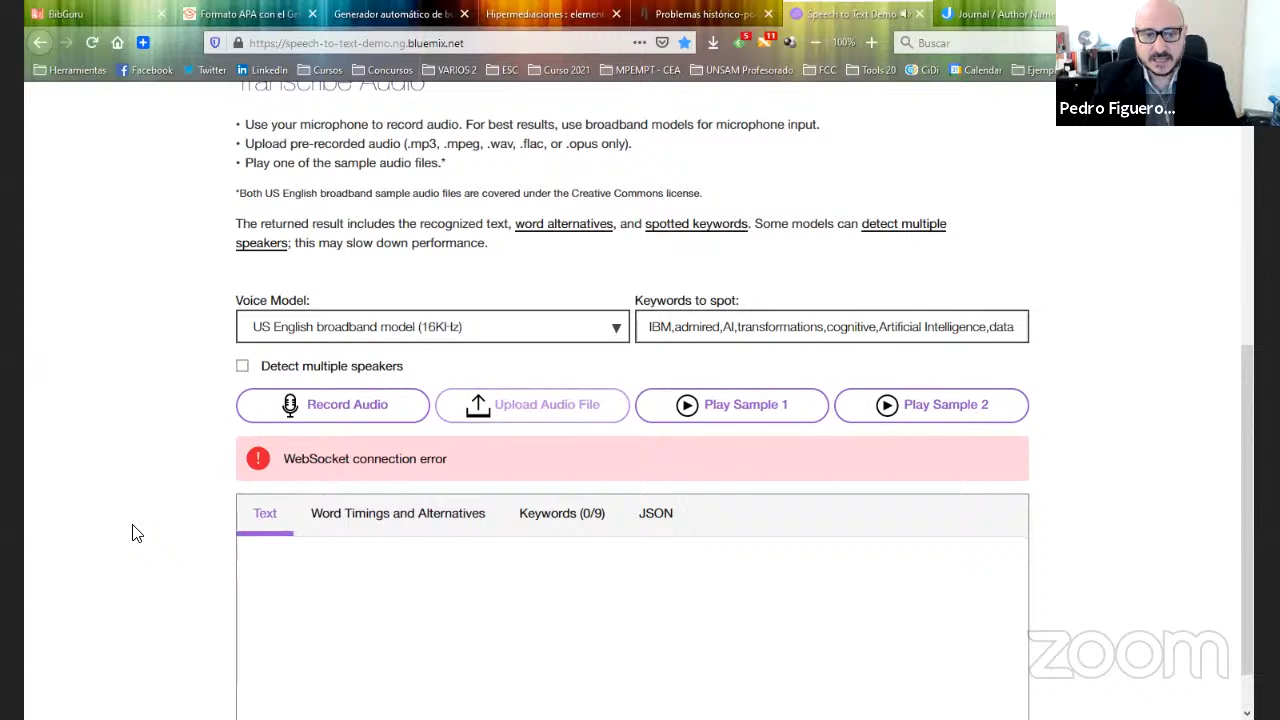 BibGuru
Formato APA con el Ge
Generador automático de b
Hipermediaciones : elemen
Problemas histórico-po
Speech to Text Demo
Journal / Author Name
https://speech-to-text-demo.ng.bluemix.net
5
11
100%
Buscar
Herramientas
Facebook
Twitter
LinkedIn
Cursos
Concursos
VARIOS 2
ESC
Curso 2021
MPEMPT - CEA
UNSAM Profesorado
FCC
Tools 20
CiDi
Calendar
Ejemp
Pedro Figuero...
Transcribe Audio
• Use your microphone to record audio. For best results, use broadband models for microphone input.
• Upload pre-recorded audio (.mp3, .mpeg, .wav, .flac, or .opus only).
• Play one of the sample audio files.*
*Both US English broadband sample audio files are covered under the Creative Commons license.
The returned result includes the recognized text, word alternatives, and spotted keywords. Some models can detect multiple
speakers; this may slow down performance.
Voice Model:
Keywords to spot:
US English broadband model (16KHz)
IBM,admired,AI,transformations,cognitive,Artificial Intelligence,data
Detect multiple speakers
Record Audio
Upload Audio File
Play Sample 1
Play Sample 2
! WebSocket connection error
Text
Word Timings and Alternatives
Keywords (0/9)
JSON
zoom